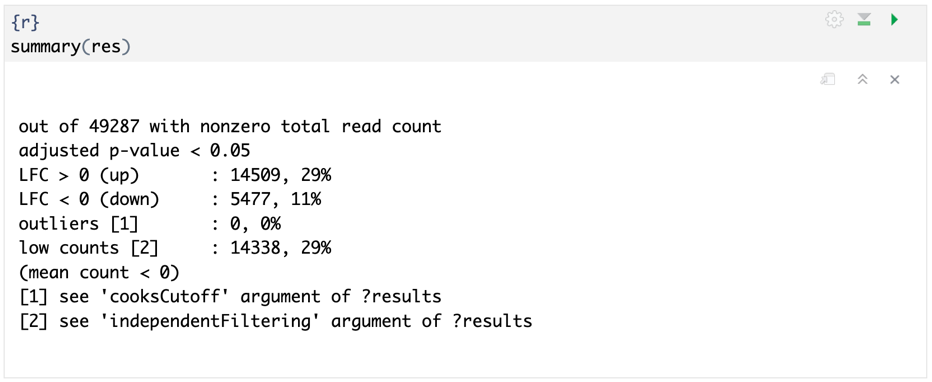 {r}
summary(res)
out of 49287 with nonzero total read count
adjusted p-value < 0.05
LFC > 0 (up)       : 14509, 29%
LFC < 0 (down)     : 5477, 11%
outliers [1]       : 0, 0%
low counts [2]     : 14338, 29%
(mean count < 0)
[1] see 'cooksCutoff' argument of ?results
[2] see 'independentFiltering' argument of ?results